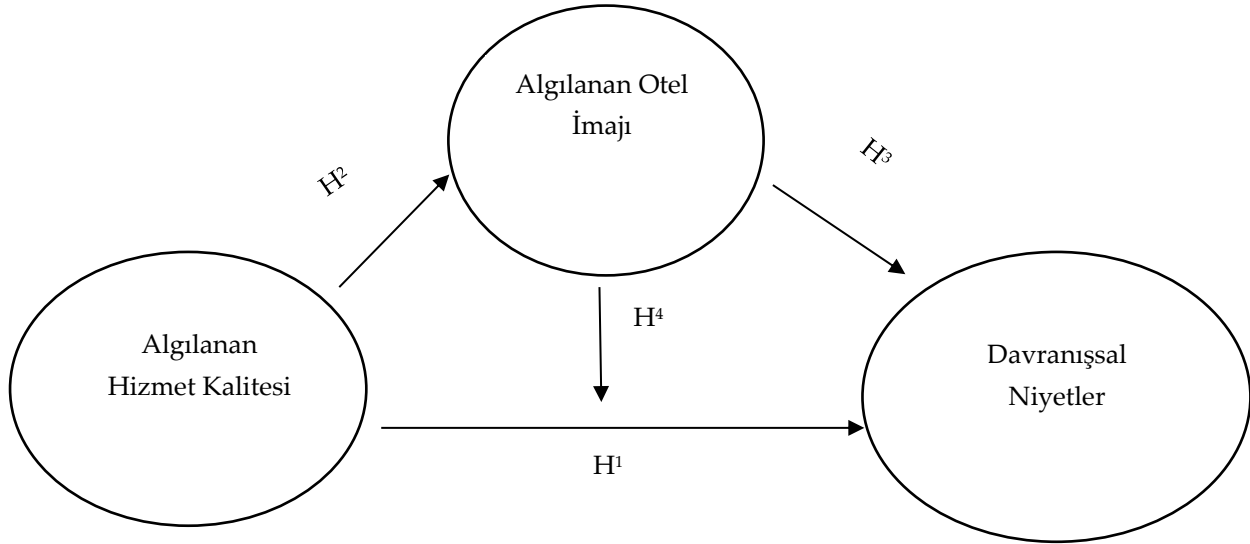 Algılanan Otel
İmajı
H²
H³
H⁴
Algılanan
Hizmet Kalitesi
Davranışsal
Niyetler
H¹